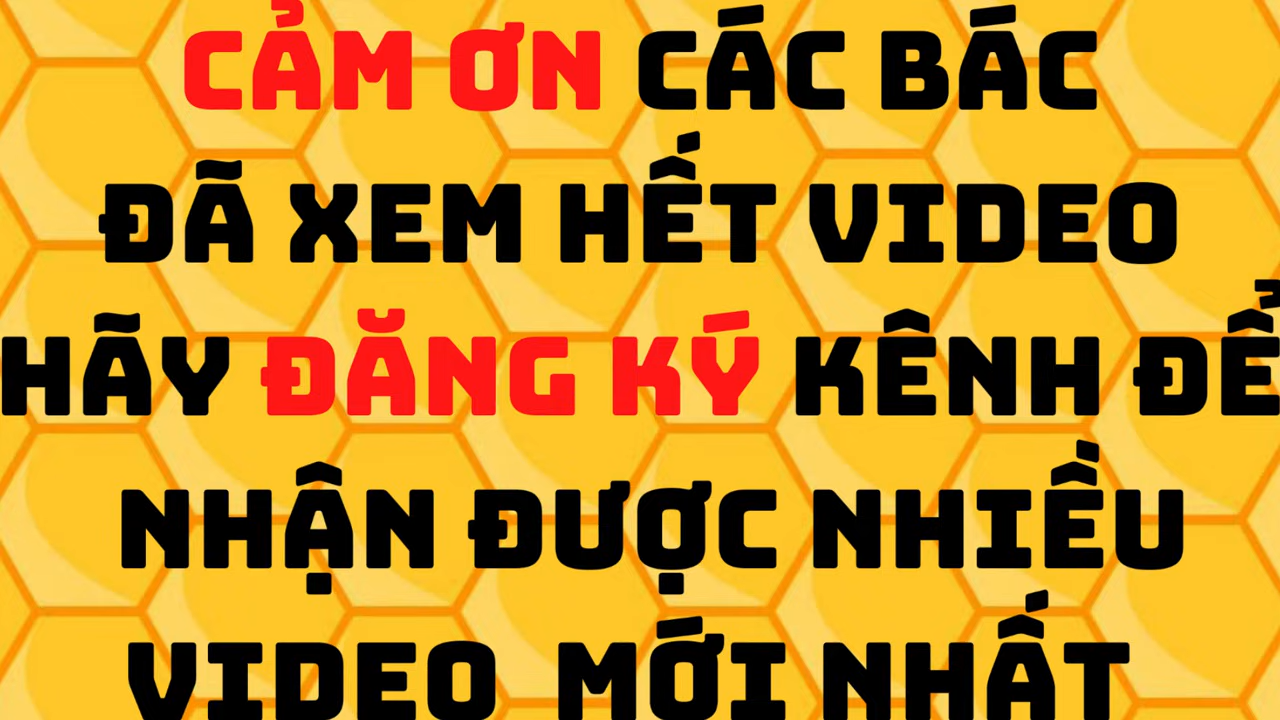 CẢM ƠN CÁC BÁC
ĐÃ XEM HẾT VIDEO
HÃY ĐĂNG KÝ KÊNH ĐỂ
NHẬN ĐƯỢC NHIỀU
VIDEO MỚI NHẤT